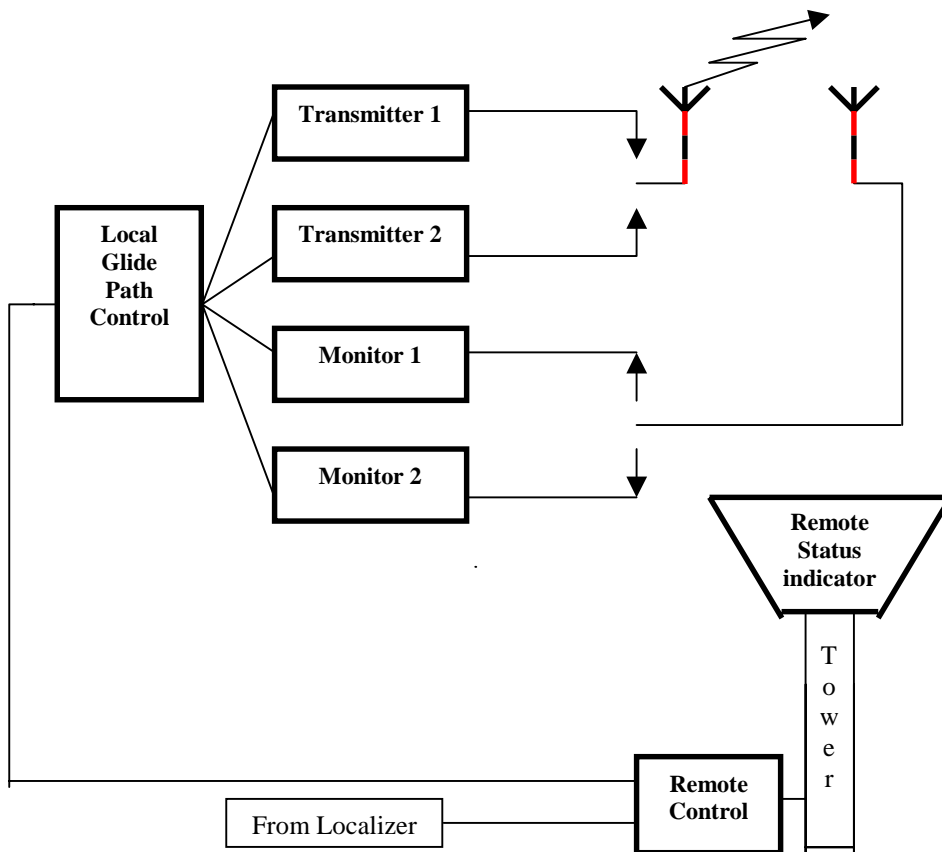 Transmitter 1
Transmitter 2
Local
Glide
Path
Control
Monitor 1
Monitor 2
Remote
Status
indicator
T
o
w
e
r
Remote
Control
From Localizer